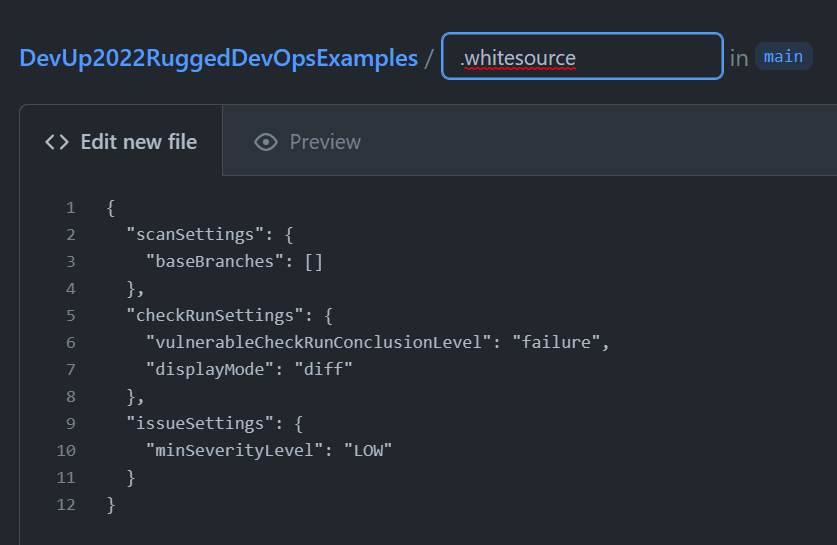 DevUp2022RuggedDevOpsExamples / .whitesource in main
Edit new file Preview
1 {
2 "scanSettings": {
3 "baseBranches": []
4 },
5 "checkRunSettings": {
6 "vulnerableCheckRunConclusionLevel": "failure",
7 "displayMode": "diff"
8 },
9 "issueSettings": {
10 "minSeverityLevel": "LOW"
11 }
12 }